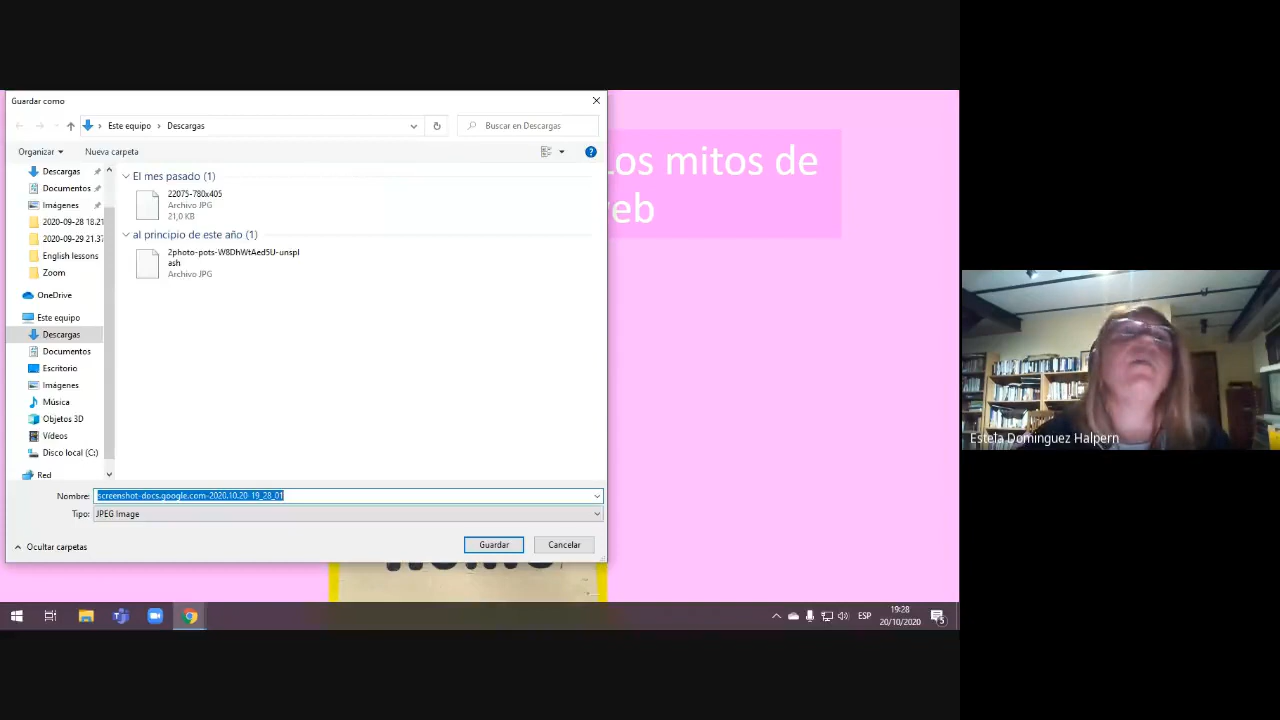 Guardar como
Este equipo
Descargas
Buscar en Descargas
Organizar
Nueva carpeta
Descargas
Documentos
Imágenes
2020-09-28 18.21
2020-09-29 21.37
English lessons
Zoom
OneDrive
Este equipo
Descargas
Documentos
Escritorio
Imágenes
Música
Objetos 3D
Vídeos
Disco local (C:)
Red
El mes pasado (1)
22075-780x405
Archivo JPG
21,0 KB
al principio de este año (1)
2photo-pots-W8DhWtAed5U-unspl
ash
Archivo JPG
Nombre:
screenshot-docs.google.com-2020.10.20-19_28_01
Tipo:
JPEG Image
Ocultar carpetas
Guardar
Cancelar
Los mitos de
web
ESP
19:28
20/10/2020
5
Estela Dominguez Halpern